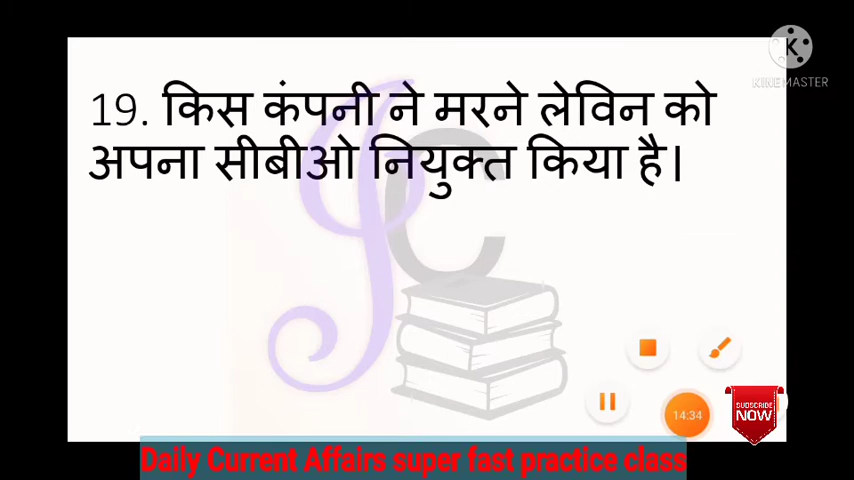 19. किस कंपनी ने मरने लेविन को
अपना सीबीओ नियुक्त किया है।
K
KINEMASTER
14:34
SUBSCRIBE
NOW
Daily Current Affairs super fast practice class